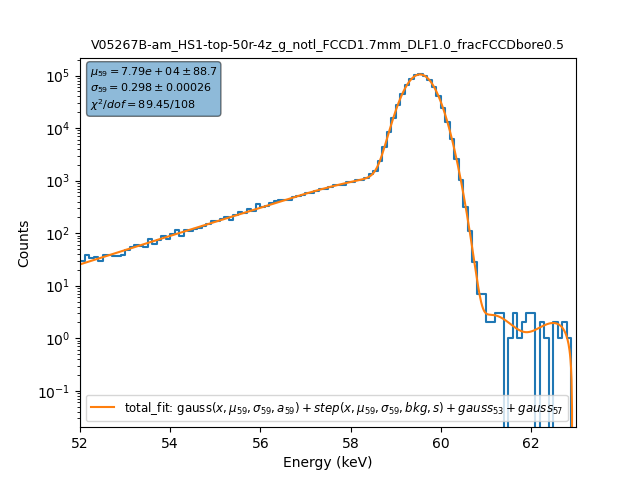 V05267B-am_HS1-top-50r-4z_g_notl_FCCD1.7mm_DLF1.0_fracFCCDbore0.5
μ₅₉ = 7.79e + 04 ± 88.7
σ₅₉ = 0.298 ± 0.00026
χ²/dof = 89.45/108
10⁵
10⁴
10³
10²
10¹
10⁰
10⁻¹
Counts
total_fit: gauss(x, μ₅₉, σ₅₉, a₅₉) + step(x, μ₅₉, σ₅₉, bkg, s) + gauss₅₃ + gauss₅₇
52 54 56 58 60 62
Energy (keV)